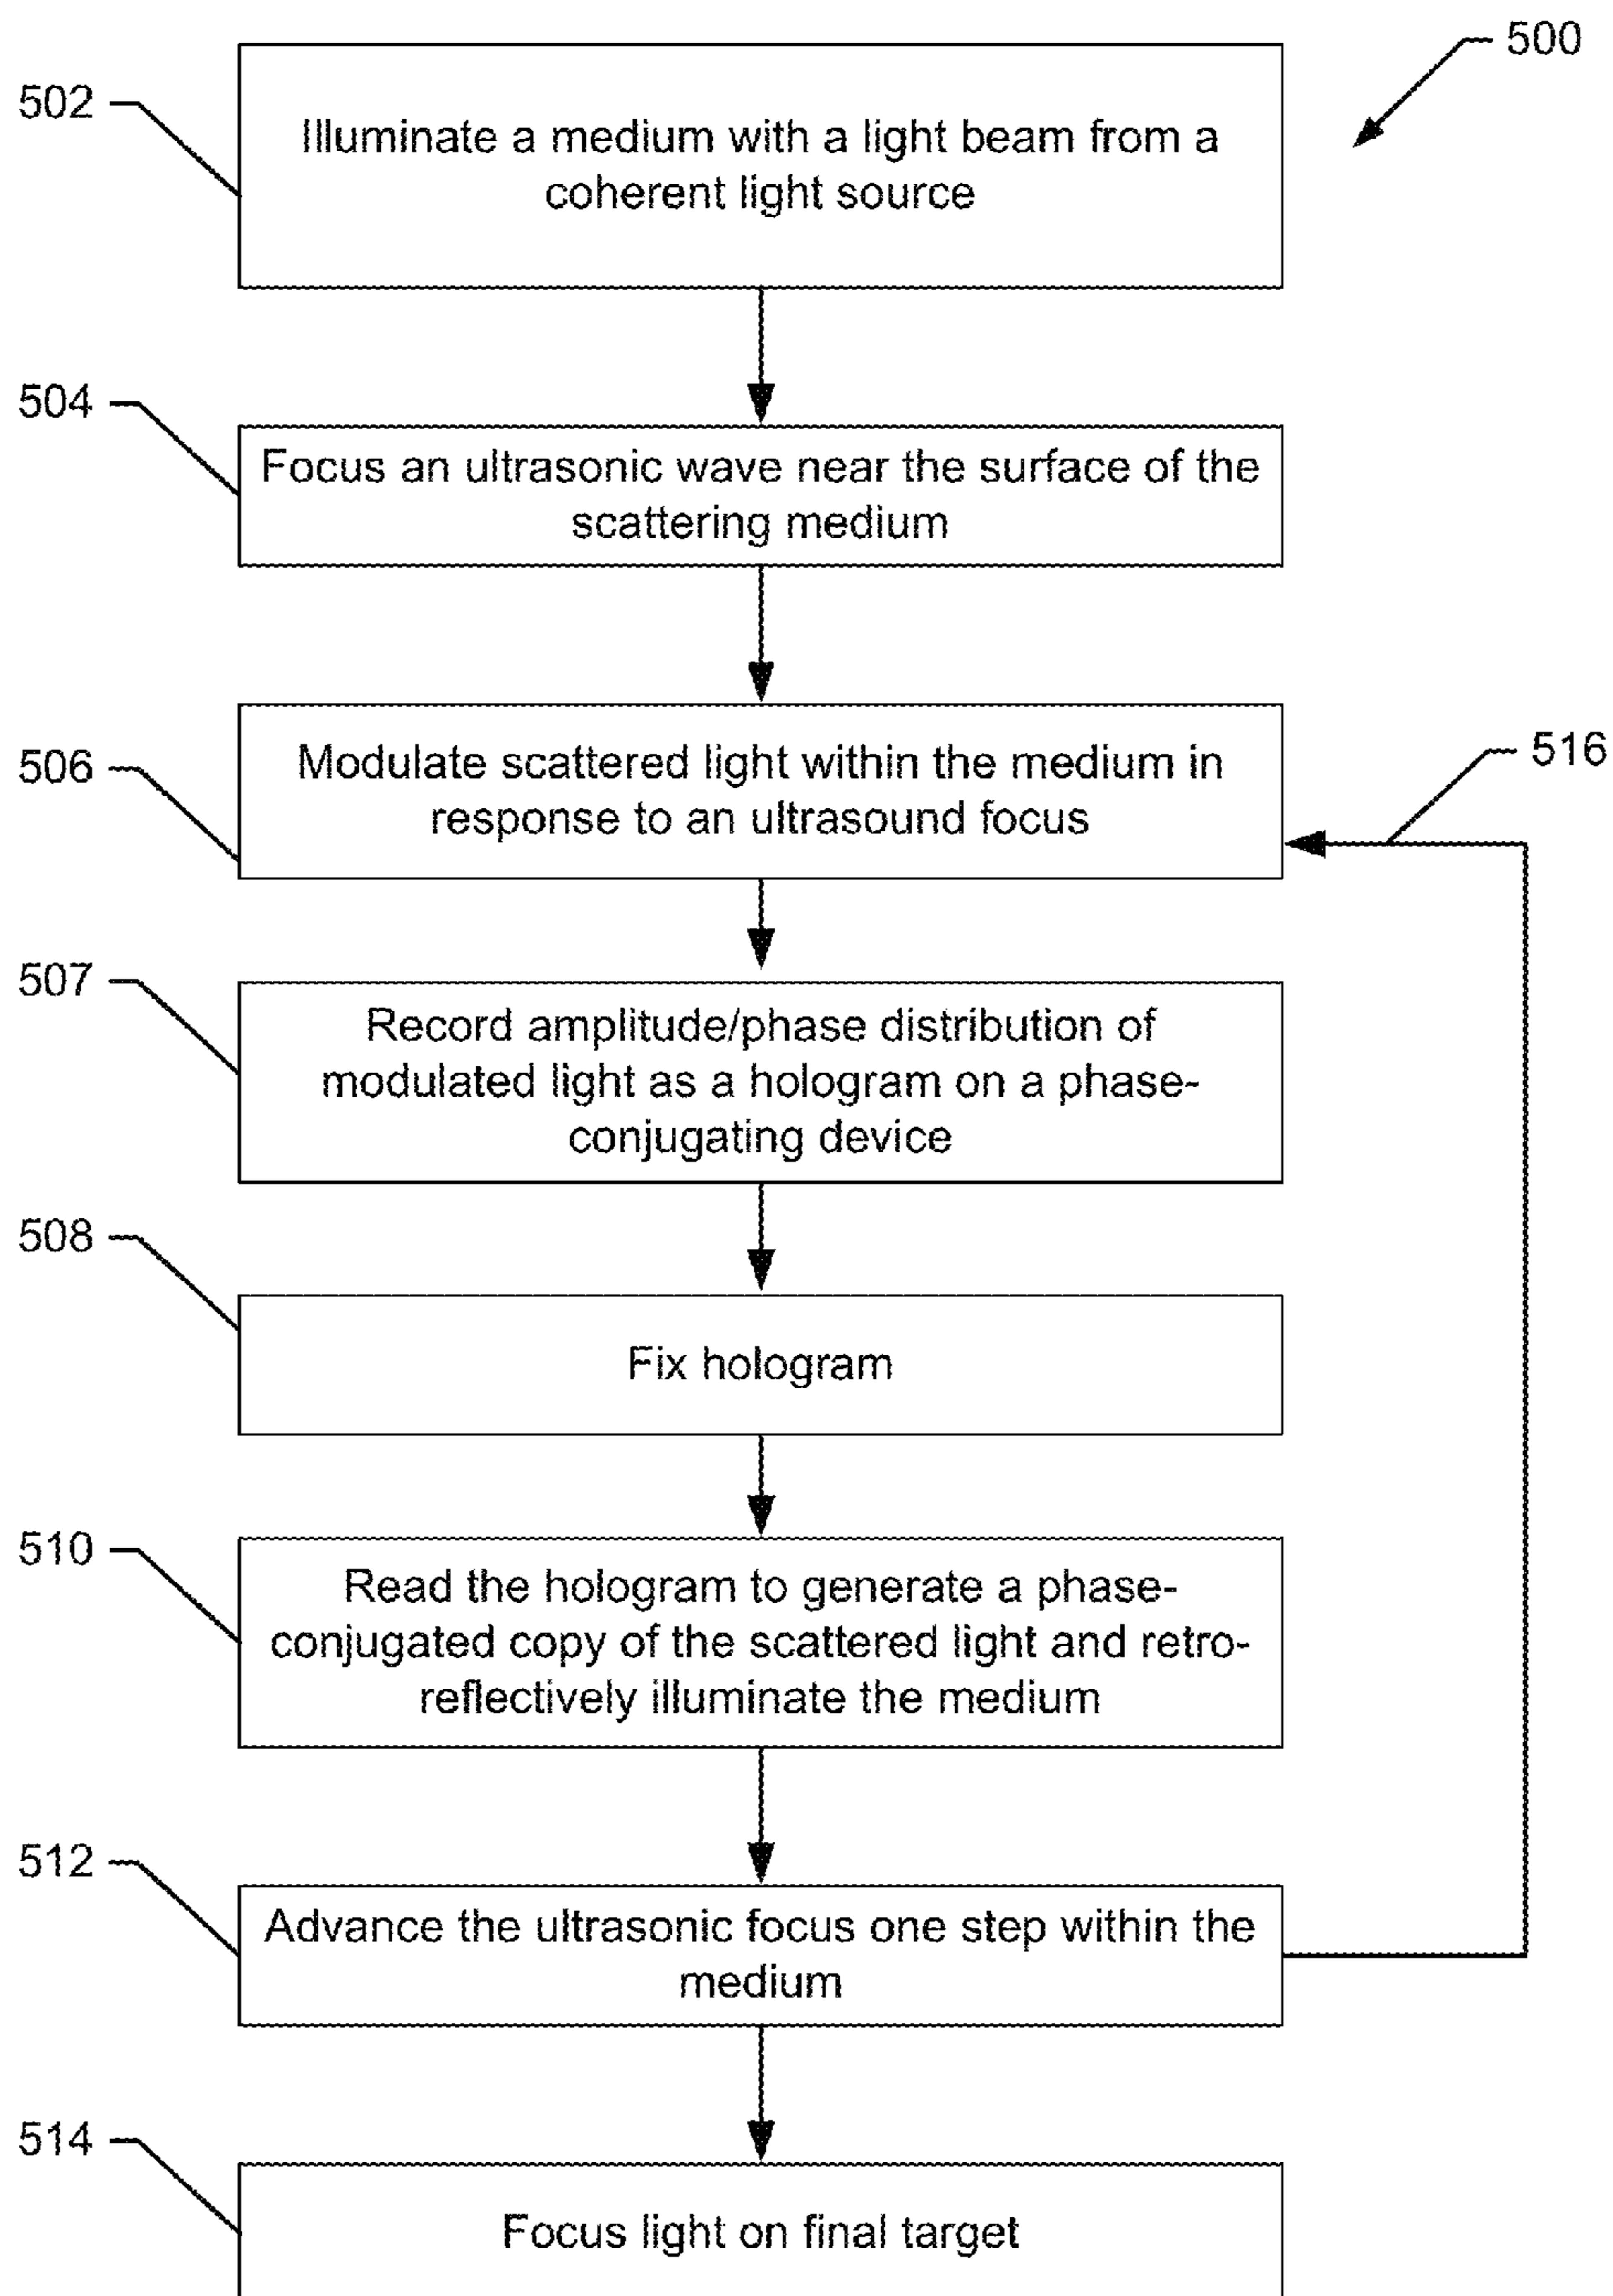 500
502
Illuminate a medium with a light beam from a
coherent light source
504
Focus an ultrasonic wave near the surface of the
scattering medium
506
Modulate scattered light within the medium in
response to an ultrasound focus
516
507
Record amplitude/phase distribution of
modulated light as a hologram on a phase-
conjugating device
508
Fix hologram
510
Read the hologram to generate a phase-
conjugated copy of the scattered light and retro-
reflectively illuminate the medium
512
Advance the ultrasonic focus one step within the
medium
514
Focus light on final target